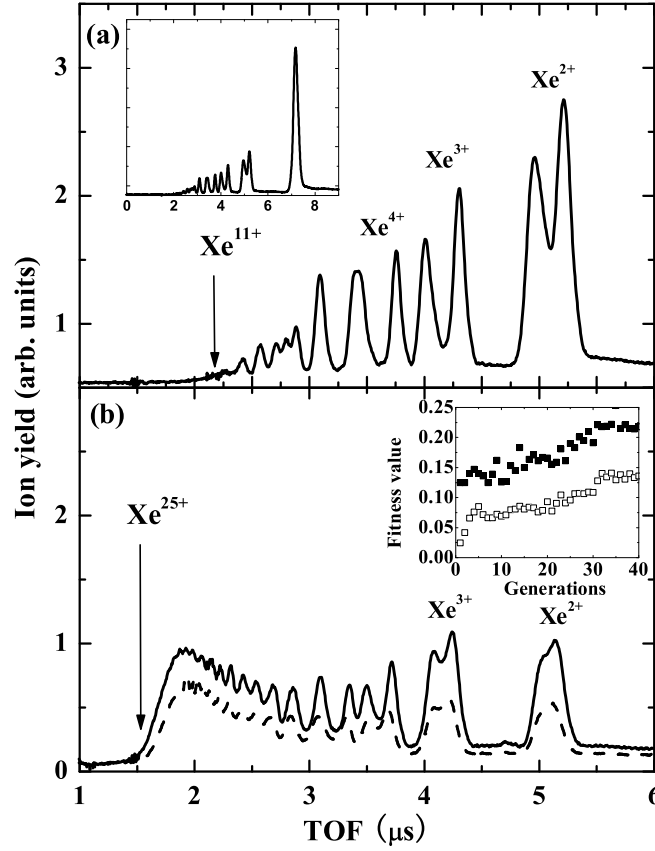 (a)
3
2
1
0 2 4 6 8
Xe²⁺
Xe³⁺
Xe⁴⁺
Xe¹¹⁺
Ion yield (arb. units)
(b)
2
1
0
Xe²⁵⁺
Xe³⁺
Xe²⁺
Fitness value
0.25
0.20
0.15
0.10
0.05
0.00
0 10 20 30 40
Generations
1 2 3 4 5 6
TOF (μs)